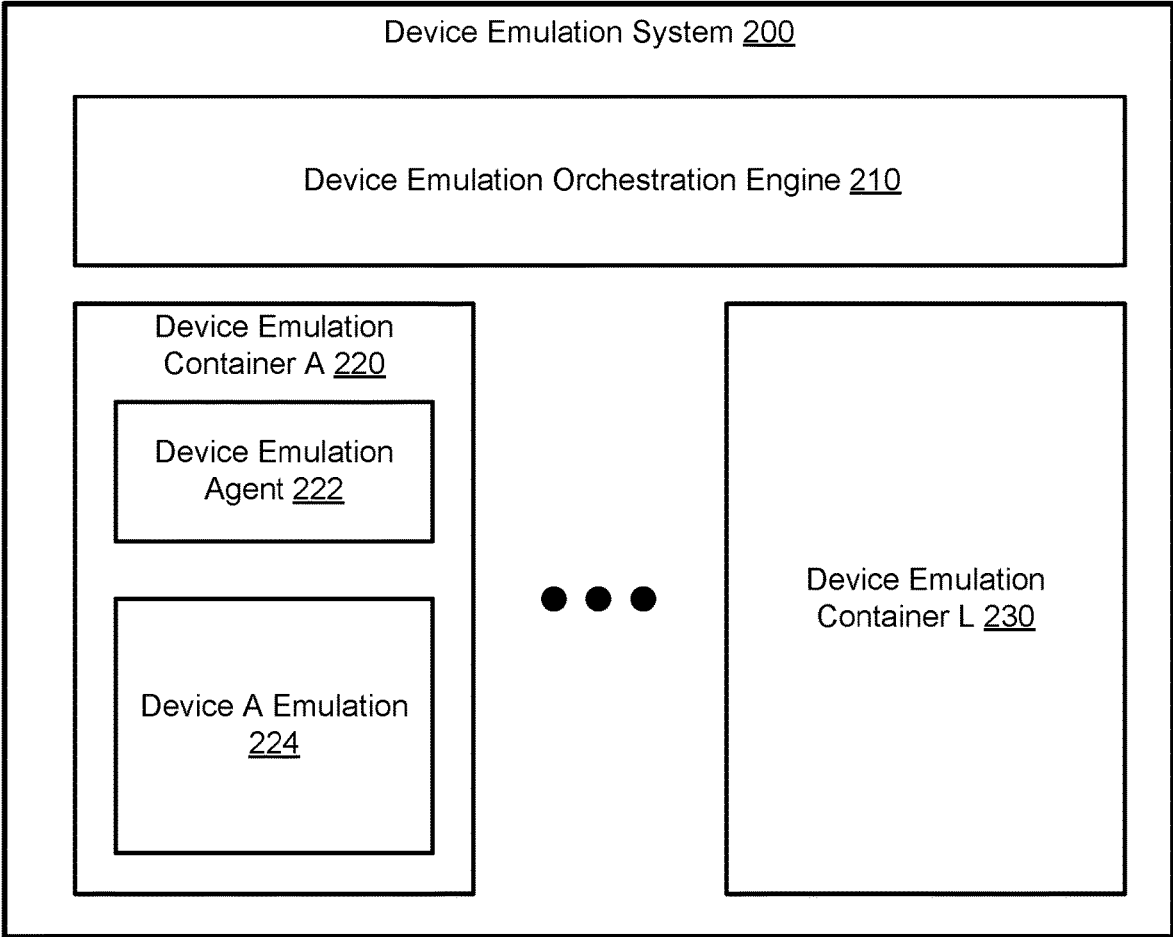 Device Emulation System 200
Device Emulation Orchestration Engine 210
Device Emulation
Container A 220
Device Emulation
Agent 222
Device A Emulation
224
Device Emulation
Container L 230